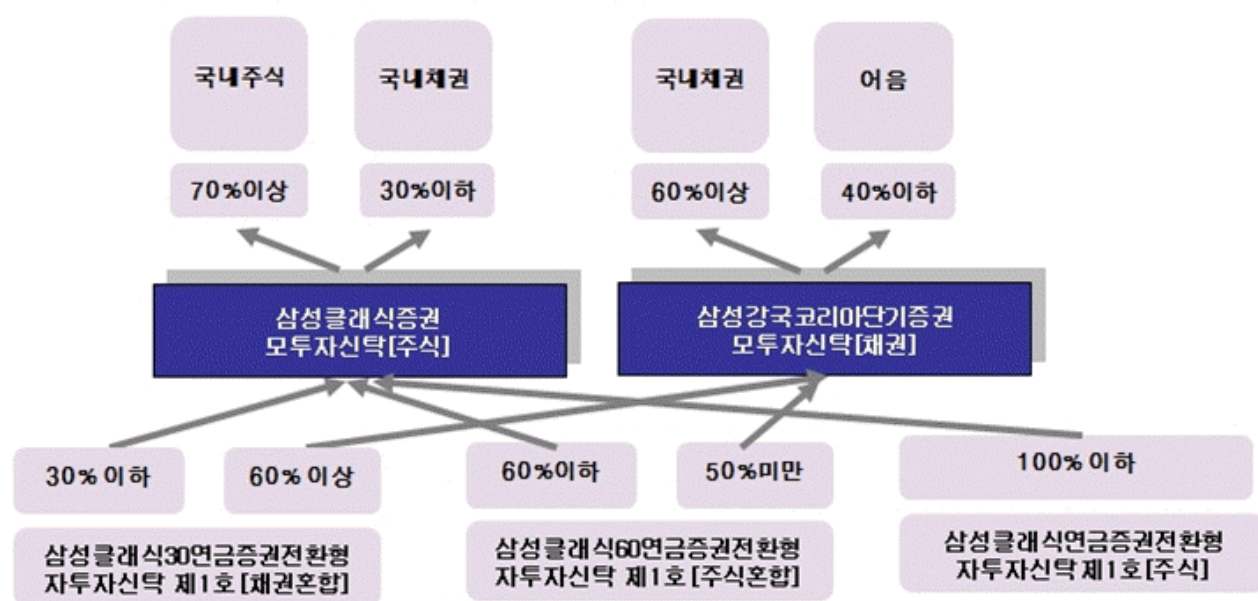 국내주식
국내채권
국내채권
어음
70%이상
30%이하
60%이상
40%이하
삼성클래식증권
모투자신탁[주식]
삼성강국코리아단기증권
모투자신탁[채권]
30% 이하
60% 이상
60%이하
50%미만
100% 이하
삼성클래식30연금증권전환형
자투자신탁 제1호 [채권혼합]
삼성클래식60연금증권전환형
자투자신탁 제1호 [주식혼합]
삼성클래식연금증권전환형
자투자신탁 제1호 [주식]